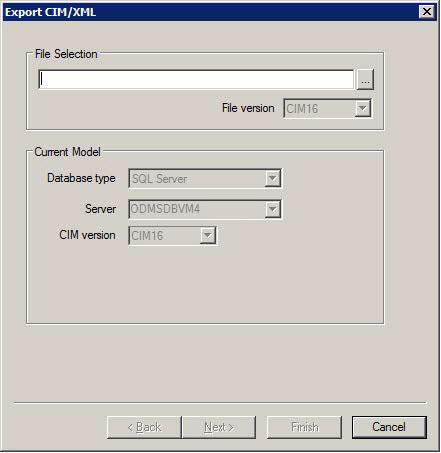 Export CIM/XML
File Selection
...
File version CIM16
Current Model
Database type SQL Server
Server ODMSDBVM4
CIM version CIM16
< Back Next > Finish Cancel